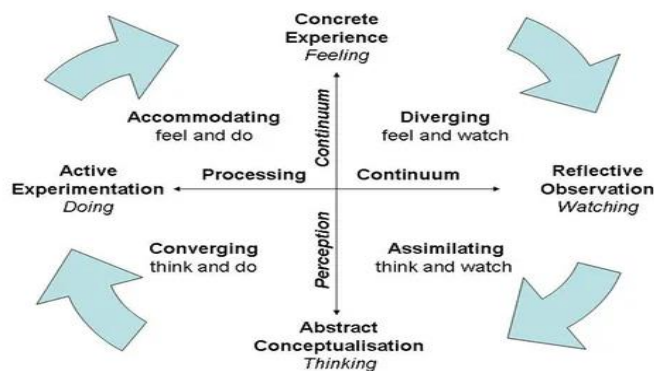 Concrete
Experience
Feeling
Accommodating
feel and do
Continuum
Diverging
feel and watch
Active
Experimentation
Doing
Processing
Continuum
Reflective
Observation
Watching
Converging
think and do
Perception
Assimilating
think and watch
Abstract
Conceptualisation
Thinking